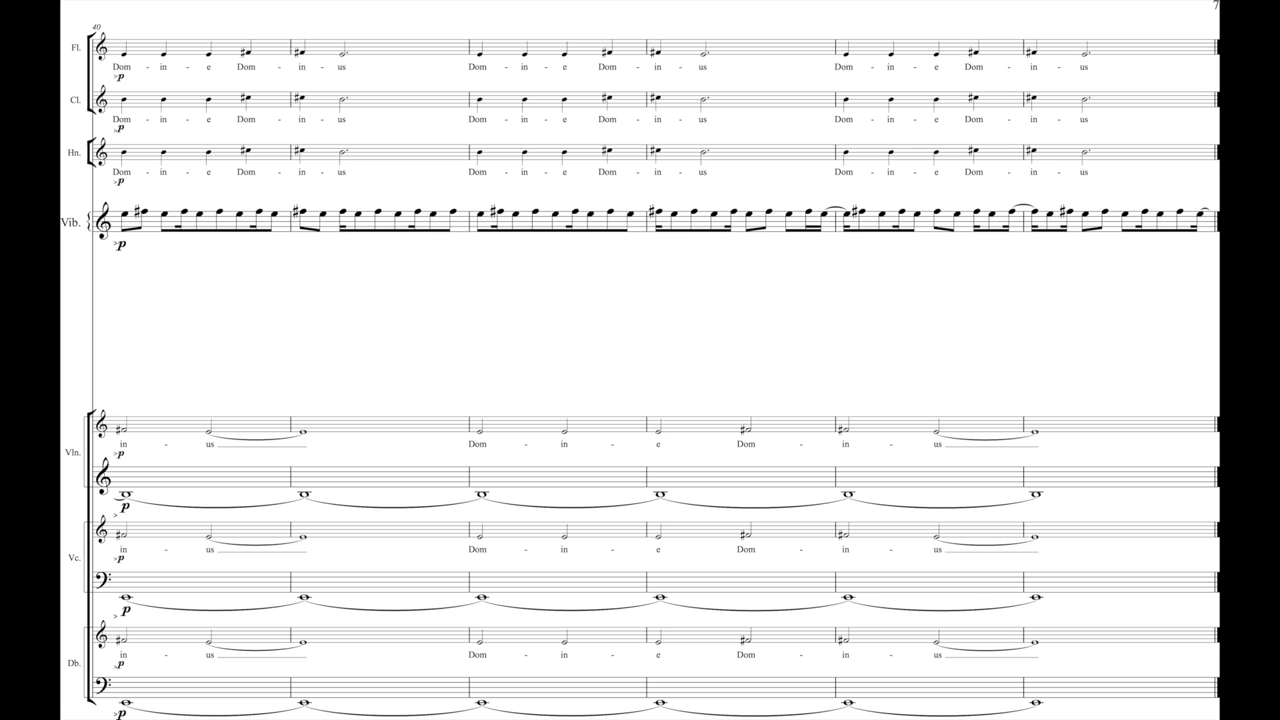 7
40
Fl.
Dom - in - e Dom - in - us Dom - in - e Dom - in - us Dom - in - e Dom - in - us
>p
Cl.
Dom - in - e Dom - in - us Dom - in - e Dom - in - us Dom - in - e Dom - in - us
>p
Hn.
Dom - in - e Dom - in - us Dom - in - e Dom - in - us Dom - in - e Dom - in - us
>p
Vib.
>p
in - us Dom - in - e Dom - in - us
Vln.
>p
p
>
in - us Dom - in - e Dom - in - us
Vc.
>p
p
>
in - us Dom - in - e Dom - in - us
Db.
>p
>p